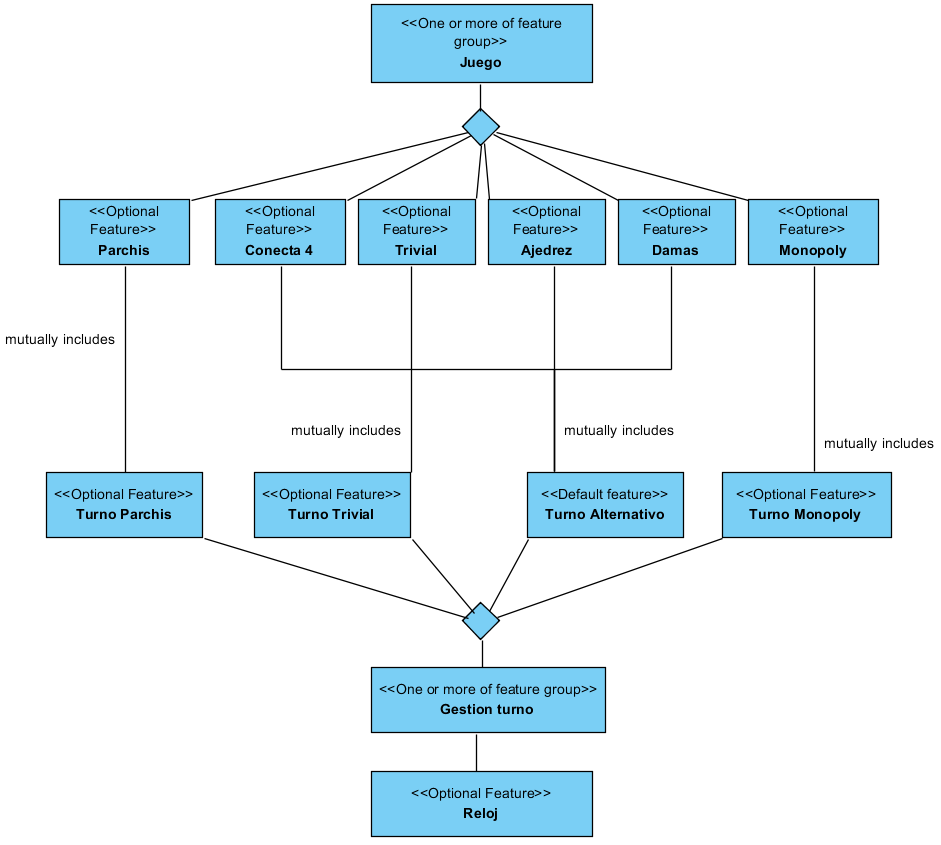 <<One or more of feature
group>>
Juego
<<Optional
Feature>>
Parchis
<<Optional
Feature>>
Conecta 4
<<Optional
Feature>>
Trivial
<<Optional
Feature>>
Ajedrez
<<Optional
Feature>>
Damas
<<Optional
Feature>>
Monopoly
mutually includes
mutually includes
mutually includes
mutually includes
<<Optional Feature>>
Turno Parchis
<<Optional Feature>>
Turno Trivial
<<Default feature>>
Turno Alternativo
<<Optional Feature>>
Turno Monopoly
<<One or more of feature group>>
Gestion turno
<<Optional Feature>>
Reloj